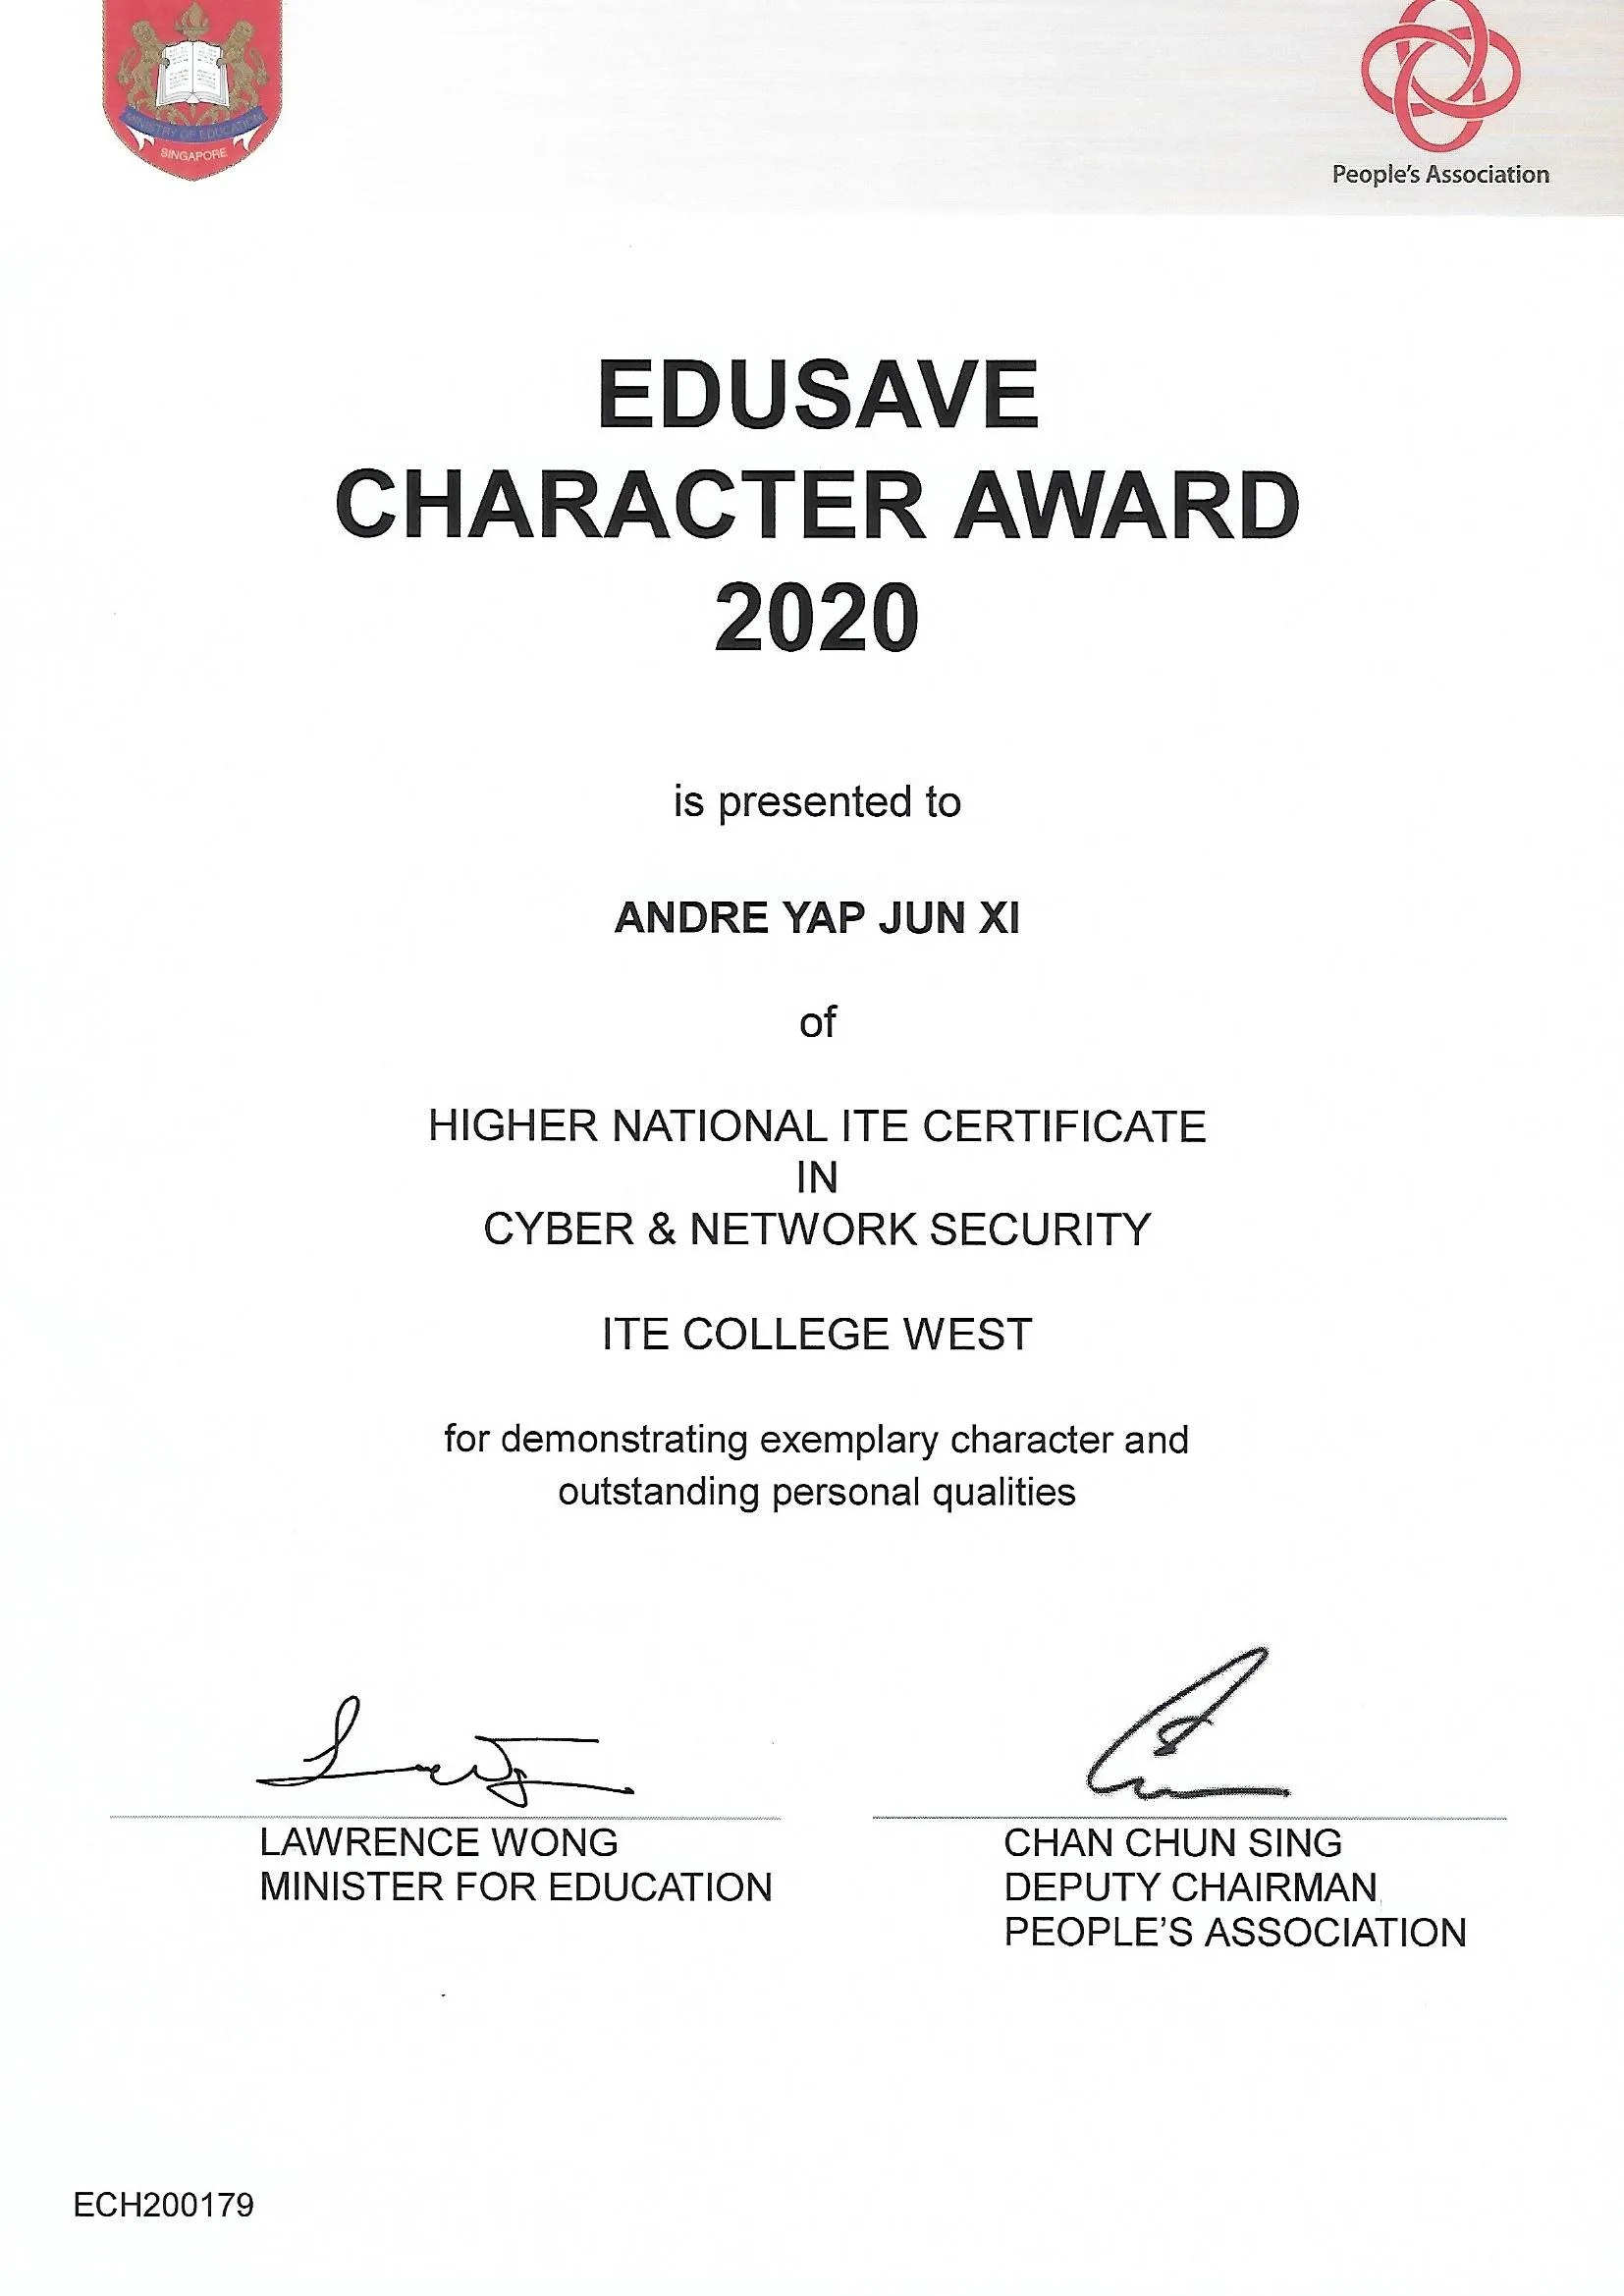 MINISTRY OF EDUCATION
SINGAPORE
People's Association
EDUSAVE
CHARACTER AWARD
2020
is presented to
ANDRE YAP JUN XI
of
HIGHER NATIONAL ITE CERTIFICATE
IN
CYBER & NETWORK SECURITY
ITE COLLEGE WEST
for demonstrating exemplary character and
outstanding personal qualities
LAWRENCE WONG
MINISTER FOR EDUCATION
CHAN CHUN SING
DEPUTY CHAIRMAN
PEOPLE'S ASSOCIATION
ECH200179